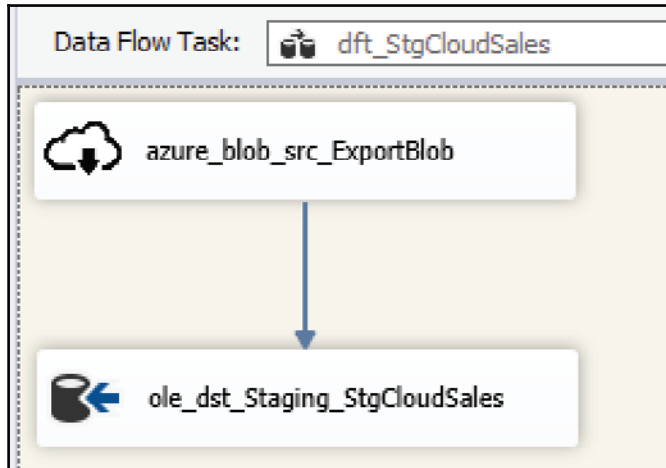 Data Flow Task: dft_StgCloudSales
azure_blob_src_ExportBlob
ole_dst_Staging_StgCloudSales